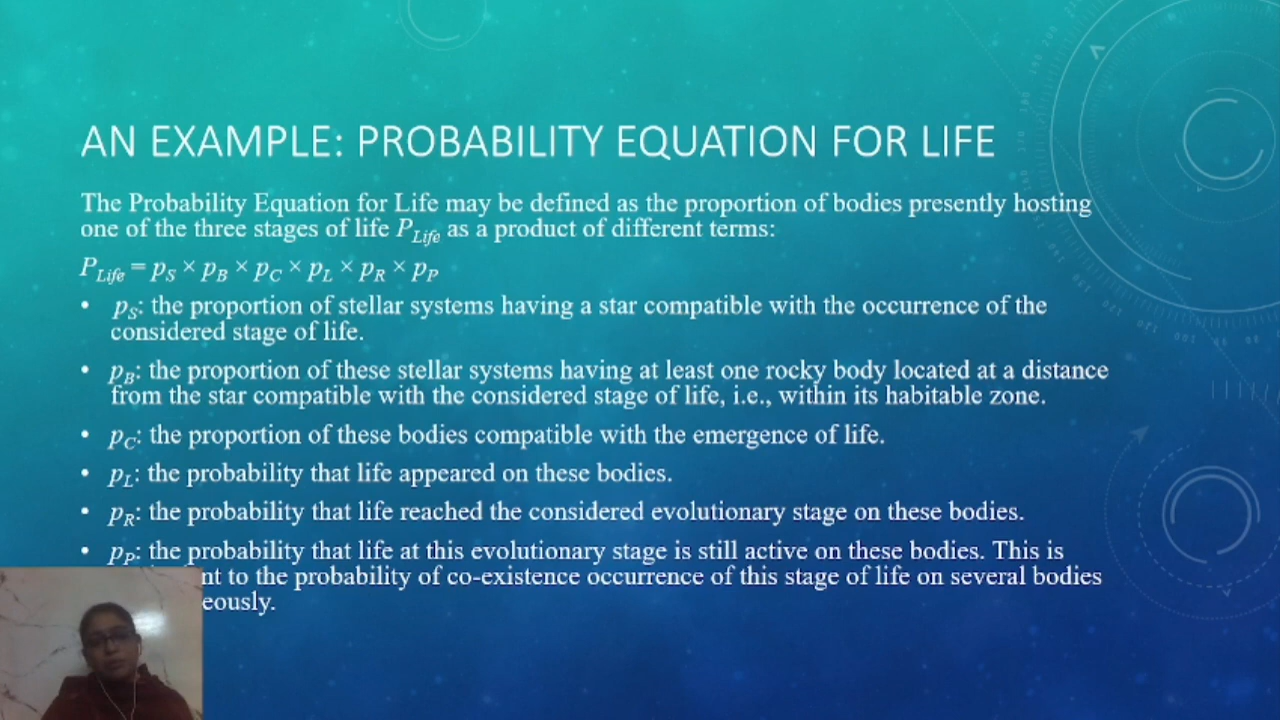 AN EXAMPLE: PROBABILITY EQUATION FOR LIFE
The Probability Equation for Life may be defined as the proportion of bodies presently hosting
one of the three stages of life P_Life as a product of different terms:
P_Life = p_S × p_B × p_C × p_L × p_R × p_P
• p_S: the proportion of stellar systems having a star compatible with the occurrence of the
considered stage of life.
• p_B: the proportion of these stellar systems having at least one rocky body located at a distance
from the star compatible with the considered stage of life, i.e., within its habitable zone.
• p_C: the proportion of these bodies compatible with the emergence of life.
• p_L: the probability that life appeared on these bodies.
• p_R: the probability that life reached the considered evolutionary stage on these bodies.
• p_P: the probability that life at this evolutionary stage is still active on these bodies. This is
nt to the probability of co-existence occurrence of this stage of life on several bodies
eously.